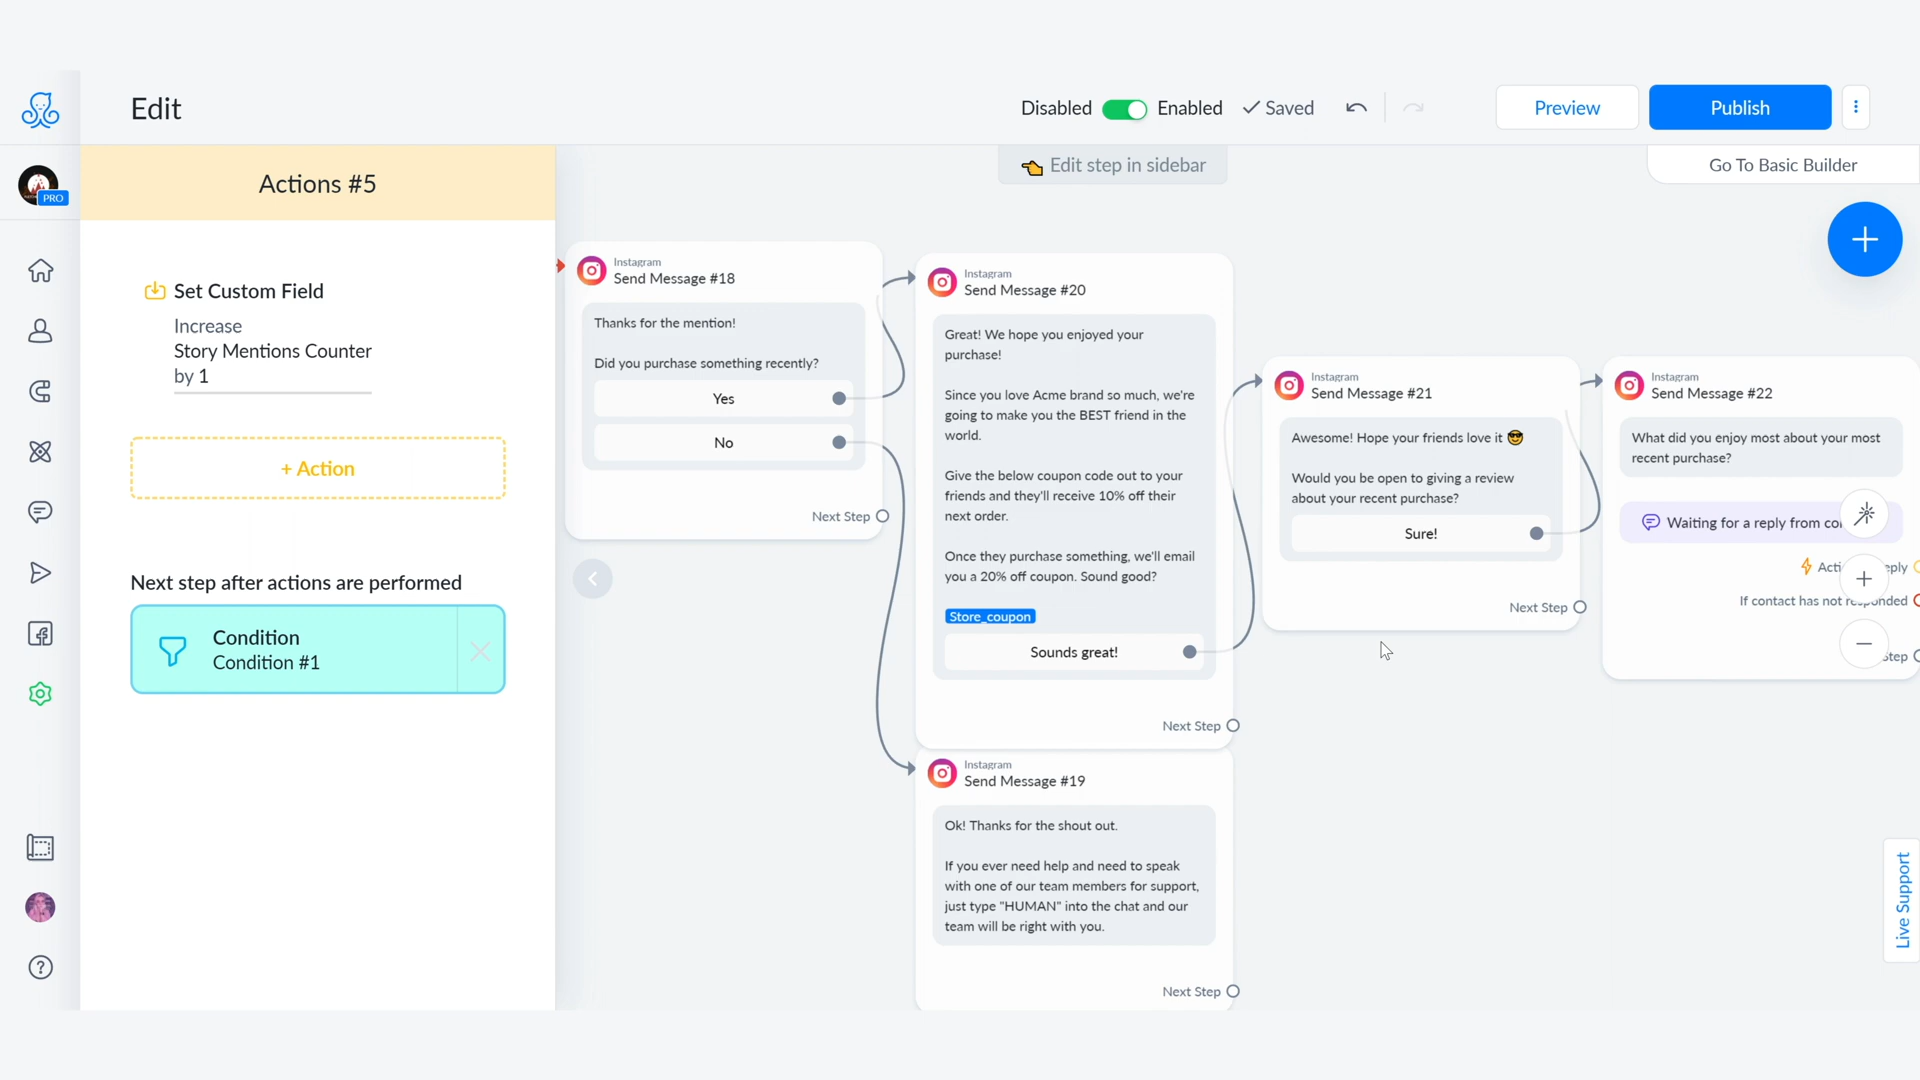 Edit
Disabled
Enabled
Saved
Preview
Publish
PRO
Actions #5
Edit step in sidebar
Go To Basic Builder
Set Custom Field
Increase
Story Mentions Counter
by 1
+ Action
Next step after actions are performed
Condition
Condition #1
Instagram
Send Message #18
Thanks for the mention!
Did you purchase something recently?
Yes
No
Next Step
Instagram
Send Message #20
Great! We hope you enjoyed your
purchase!
Since you love Acme brand so much, we're
going to make you the BEST friend in the
world.
Give the below coupon code out to your
friends and they'll receive 10% off their
next order.
Once they purchase something, we'll email
you a 20% off coupon. Sound good?
Store_coupon
Sounds great!
Next Step
Instagram
Send Message #19
Ok! Thanks for the shout out.
If you ever need help and need to speak
with one of our team members for support,
just type "HUMAN" into the chat and our
team will be right with you.
Next Step
Instagram
Send Message #21
Awesome! Hope your friends love it 😎
Would you be open to giving a review
about your recent purchase?
Sure!
Next Step
Instagram
Send Message #22
What did you enjoy most about your most
recent purchase?
Waiting for a reply from
If contact has not responded
Step
Live Support